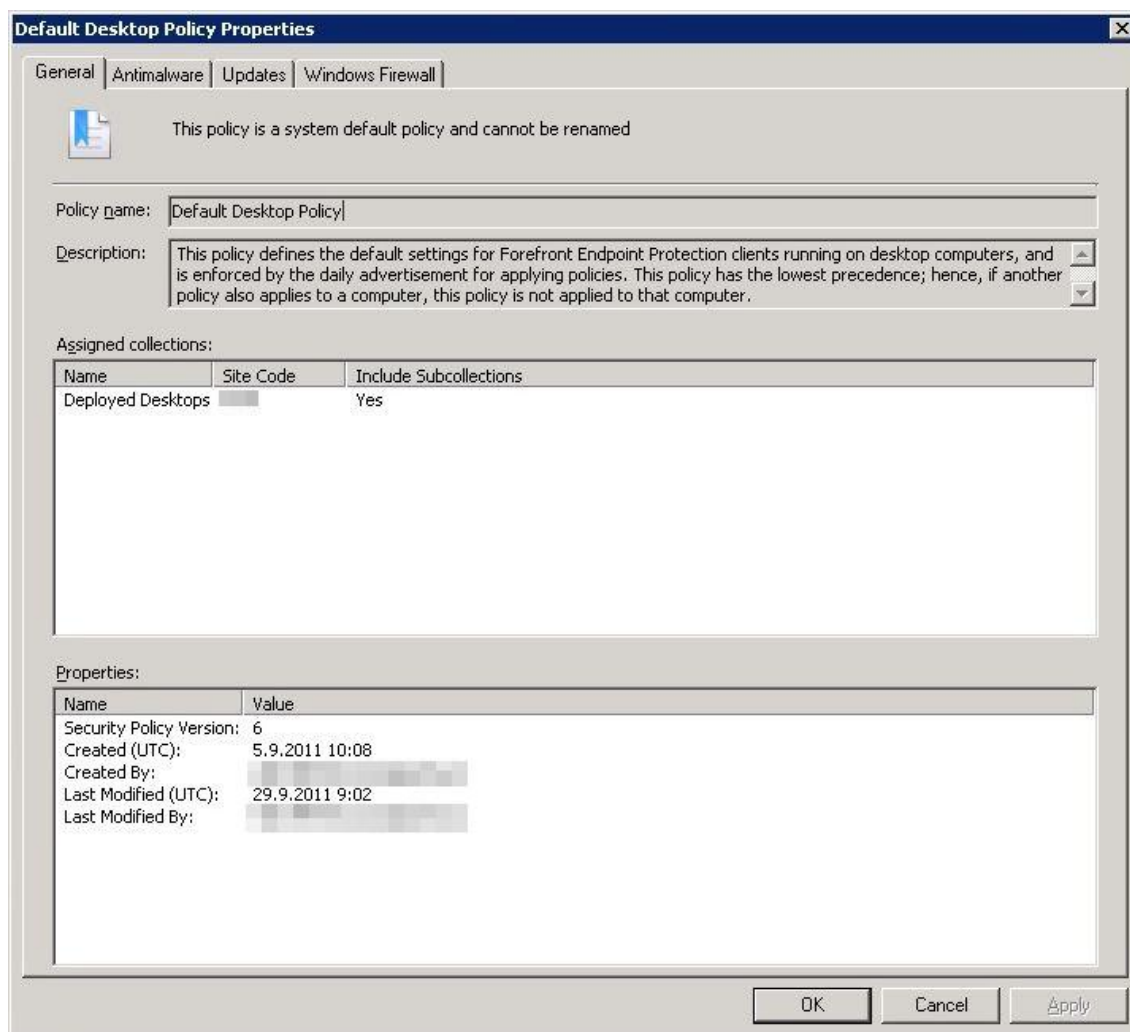 Default Desktop Policy Properties
General Antimalware Updates Windows Firewall
This policy is a system default policy and cannot be renamed
Policy name: Default Desktop Policy
Description: This policy defines the default settings for Forefront Endpoint Protection clients running on desktop computers, and
is enforced by the daily advertisement for applying policies. This policy has the lowest precedence; hence, if another
policy also applies to a computer, this policy is not applied to that computer.
Assigned collections:
Name Site Code Include Subcollections
Deployed Desktops Yes
Properties:
Name Value
Security Policy Version: 6
Created (UTC): 5.9.2011 10:08
Created By:
Last Modified (UTC): 29.9.2011 9:02
Last Modified By:
OK Cancel Apply